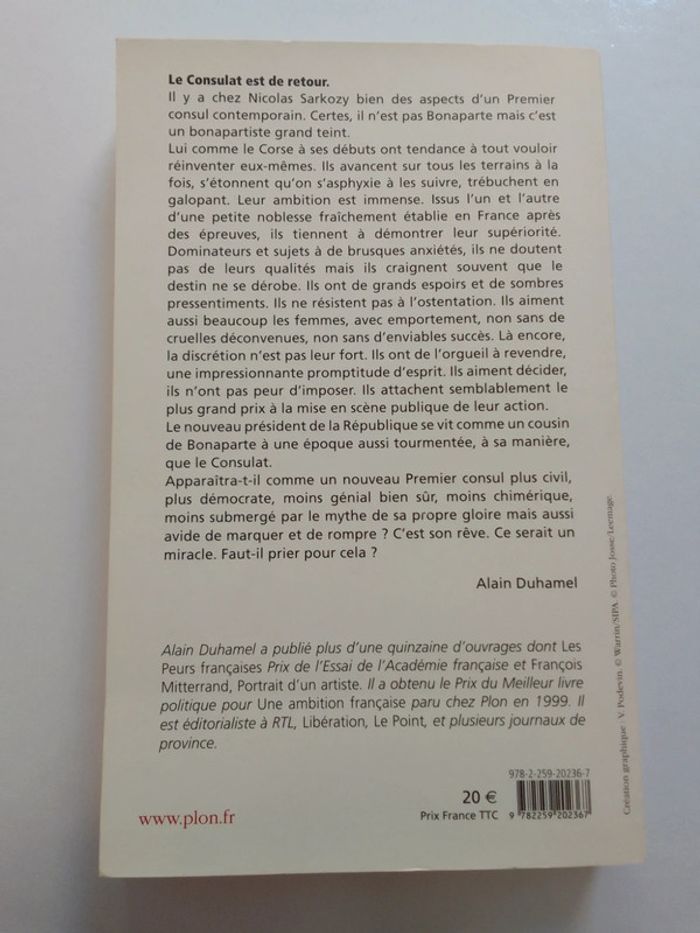 Le Consulat est de retour.
Il y a chez Nicolas Sarkozy bien des aspects d'un Premier
consul contemporain. Certes, il n'est pas Bonaparte mais c'est
un bonapartiste grand teint.
Lui comme le Corse à ses débuts ont tendance à tout vouloir
réinventer eux-mêmes. Ils avancent sur tous les terrains à la
fois, s'étonnent qu'on s'asphyxie à les suivre, trébuchent en
galopant. Leur ambition est immense. Issus l'un et l'autre
d'une petite noblesse fraîchement établie en France après
des épreuves, ils tiennent à démontrer leur supériorité.
Dominateurs et sujets à de brusques anxiétés, ils ne doutent
pas de leurs qualités mais ils craignent souvent que le
destin ne se dérobe. Ils ont de grands espoirs et de sombres
pressentiments. Ils ne résistent pas à l'ostentation. Ils aiment
aussi beaucoup les femmes, avec emportement, non sans de
cruelles déconvenues, non sans d'enviables succès. Là encore,
la discrétion n'est pas leur fort. Ils ont de l'orgueil à revendre,
une impressionnante promptitude d'esprit. Ils aiment décider,
ils n'ont pas peur d'imposer. Ils attachent semblablement le
plus grand prix à la mise en scène publique de leur action.
Le nouveau président de la République se vit comme un cousin
de Bonaparte à une époque aussi tourmentée, à sa manière,
que le Consulat.
Apparaîtra-t-il comme un nouveau Premier consul plus civil,
plus démocrate, moins génial bien sûr, moins chimérique,
moins submergé par le mythe de sa propre gloire mais aussi
avide de marquer et de rompre ? C'est son rêve. Ce serait un
miracle. Faut-il prier pour cela ?
Alain Duhamel
Alain Duhamel a publié plus d'une quinzaine d'ouvrages dont Les
Peurs françaises Prix de l'Essai de l'Académie française et François
Mitterrand, Portrait d'un artiste. Il a obtenu le Prix du Meilleur livre
politique pour Une ambition française paru chez Plon en 1999. Il
est éditorialiste à RTL, Libération, Le Point, et plusieurs journaux de
province.
978-2-259-20236-7
20 €
Prix France TTC
9 782259 202367
www.plon.fr
Création graphique : V. Podevin. © Warrin/SIPA © Photo Josse/Leemage.